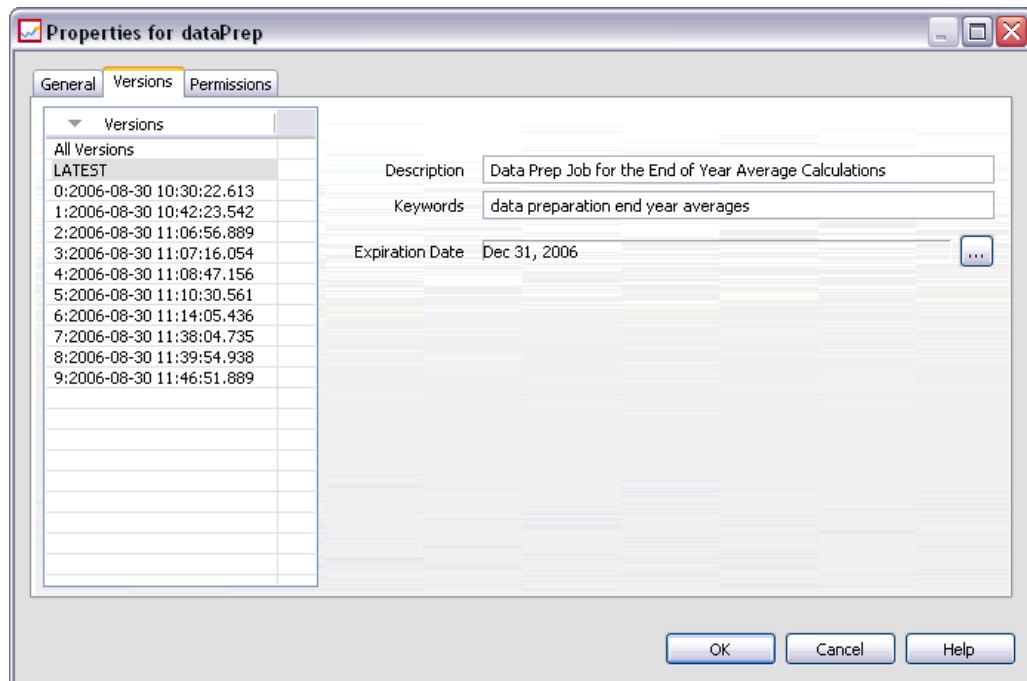 Properties for dataPrep
General Versions Permissions
Versions
All Versions
LATEST
0:2006-08-30 10:30:22.613
1:2006-08-30 10:42:23.542
2:2006-08-30 11:06:56.889
3:2006-08-30 11:07:16.054
4:2006-08-30 11:08:47.156
5:2006-08-30 11:10:30.561
6:2006-08-30 11:14:05.436
7:2006-08-30 11:38:04.735
8:2006-08-30 11:39:54.938
9:2006-08-30 11:46:51.889
Description Data Prep Job for the End of Year Average Calculations
Keywords data preparation end year averages
Expiration Date Dec 31, 2006 ...
OK Cancel Help